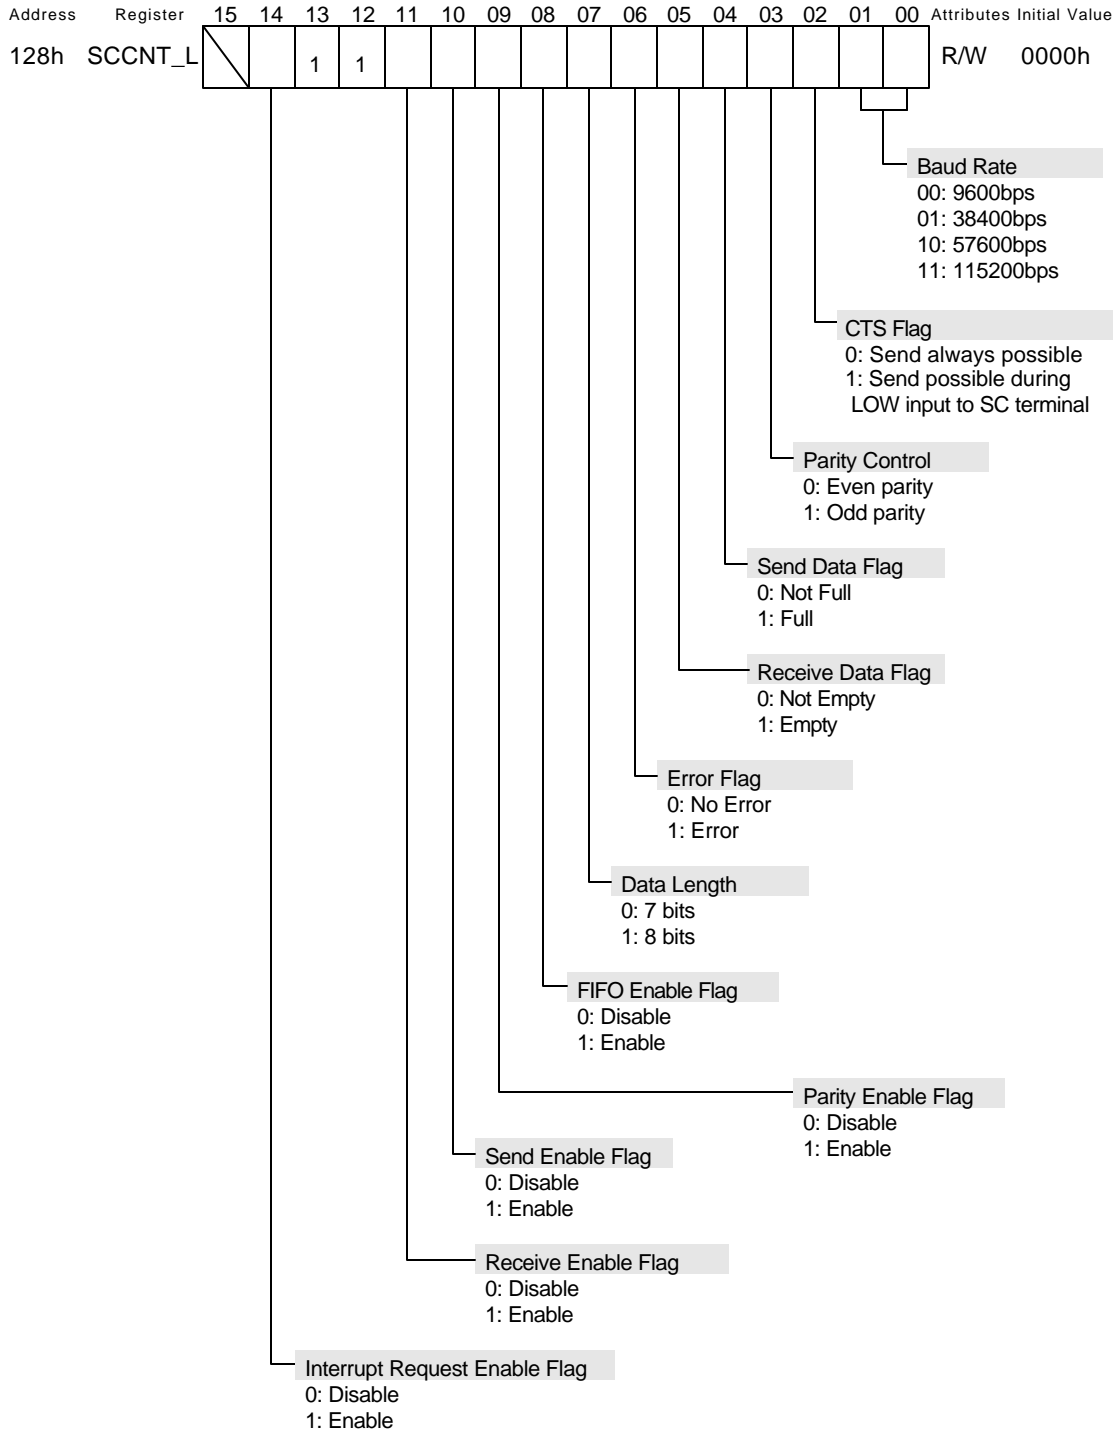 Address Register 15 14 13 12 11 10 09 08 07 06 05 04 03 02 01 00 Attributes Initial Value
128h SCCNT_L 1 1 R/W 0000h
Baud Rate
00: 9600bps
01: 38400bps
10: 57600bps
11: 115200bps
CTS Flag
0: Send always possible
1: Send possible during
LOW input to SC terminal
Parity Control
0: Even parity
1: Odd parity
Send Data Flag
0: Not Full
1: Full
Receive Data Flag
0: Not Empty
1: Empty
Error Flag
0: No Error
1: Error
Data Length
0: 7 bits
1: 8 bits
FIFO Enable Flag
0: Disable
1: Enable
Parity Enable Flag
0: Disable
1: Enable
Send Enable Flag
0: Disable
1: Enable
Receive Enable Flag
0: Disable
1: Enable
Interrupt Request Enable Flag
0: Disable
1: Enable